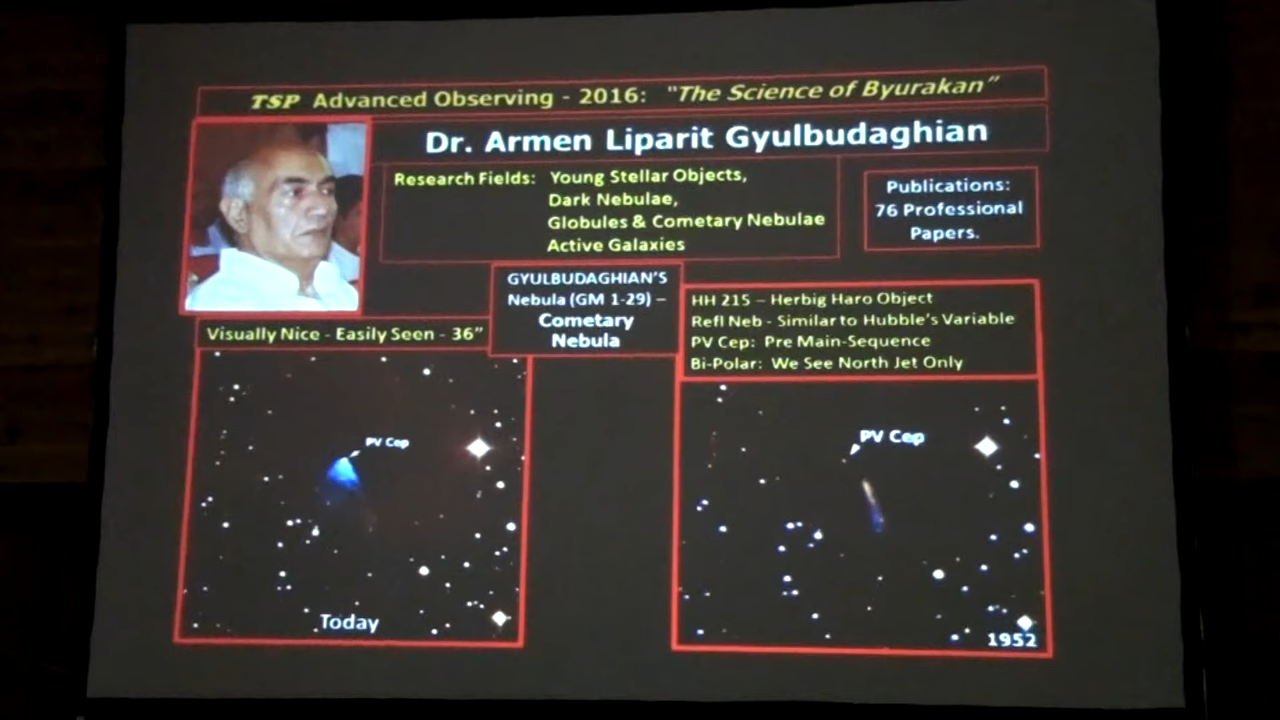 TSP Advanced Observing - 2016: "The Science of Byurakan"
Dr. Armen Liparit Gyulbudaghian
Research Fields: Young Stellar Objects,
Dark Nebulae,
Globules & Cometary Nebulae
Active Galaxies
Publications:
76 Professional
Papers.
GYULBUDAGHIAN'S
Nebula (GM 1-29) –
Cometary
Nebula
Visually Nice - Easily Seen - 36"
HH 215 – Herbig Haro Object
Refl Neb - Similar to Hubble's Variable
PV Cep: Pre Main-Sequence
Bi-Polar: We See North Jet Only
PV Cep
Today
PV Cep
1952